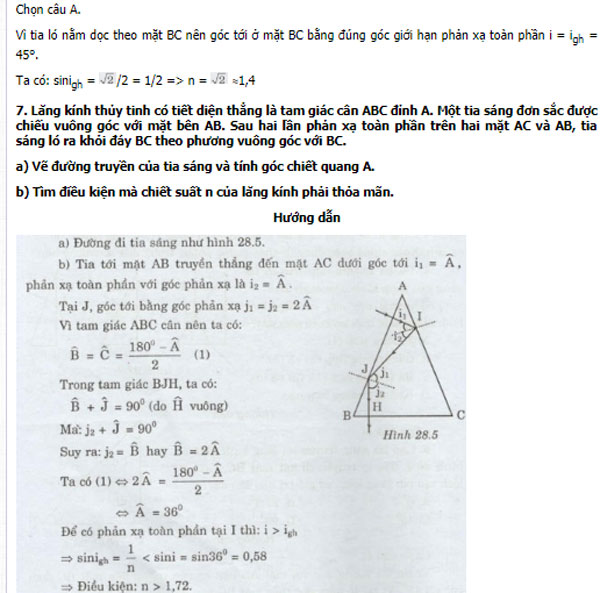 Chọn câu A.
Vì tia ló nằm dọc theo mặt BC nên góc tới ở mặt BC bằng đúng góc giới hạn phản xạ toàn phần i = i_gh =
45°.
Ta có: sini_gh = √2/2 = 1/2 => n = √2 ≈1,4
7. Lăng kính thủy tinh có tiết diện thẳng là tam giác cân ABC đỉnh A. Một tia sáng đơn sắc được
chiếu vuông góc với mặt bên AB. Sau hai lần phản xạ toàn phần trên hai mặt AC và AB, tia
sáng ló ra khỏi đáy BC theo phương vuông góc với BC.
a) Vẽ đường truyền của tia sáng và tính góc chiết quang A.
b) Tìm điều kiện mà chiết suất n của lăng kính phải thỏa mãn.
Hướng dẫn
a) Đường đi tia sáng như hình 28.5.
b) Tia tới mặt AB truyền thẳng đến mặt AC dưới góc tới i₁ = Â,
phản xạ toàn phần với góc phản xạ là i₂ = Â.
Tại J, góc tới bằng góc phản xạ j₁ = j₂ = 2Â
Vì tam giác ABC cân nên ta có:
B̂ = Ĉ = (180⁰ - Â)/2 (1)
Trong tam giác BJH, ta có:
B̂ + Ĵ = 90⁰ (do Ĥ vuông)
Mà: j₂ + Ĵ = 90⁰
Suy ra: j₂ = B̂ hay B̂ = 2Â
Ta có (1) ⇔ 2Â = (180⁰ - Â)/2
⇔ Â = 36⁰
Để có phản xạ toàn phần tại I thì: i > i_gh
⇒ sini_gh = 1/n < sini = sin36⁰ = 0,58
⇒ Điều kiện: n > 1,72.
A
i₁ I
i₂
J
j₁
j₂
H
B C
Hình 28.5